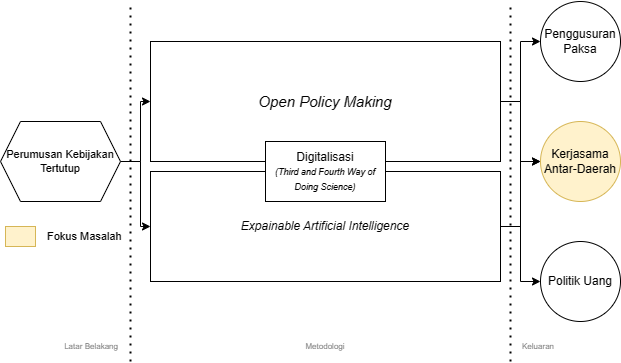 Perumusan Kebijakan
Tertutup
Fokus Masalah
Open Policy Making
Digitalisasi
(Third and Fourth Way of
Doing Science)
Expainable Artificial Intelligence
Penggusuran
Paksa
Kerjasama
Antar-Daerah
Politik Uang
Latar Belakang
Metodologi
Keluaran